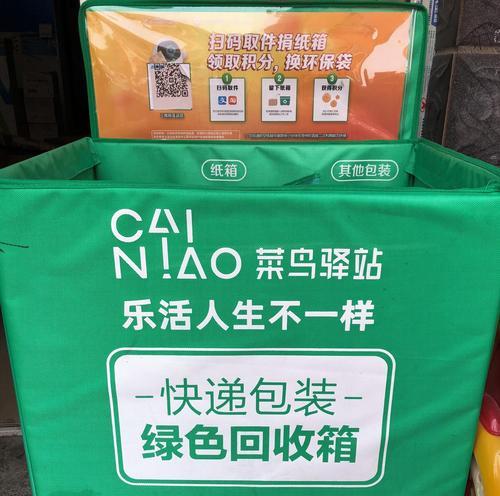 扫码取件捐纸箱
领取积分，换环保袋
1 2 3
扫码取件 留下纸箱 获得积分
支 淘
纸箱 其他包装
CAI
NIAO 菜鸟驿站
乐活人生不一样
-快递包装-
绿色回收箱